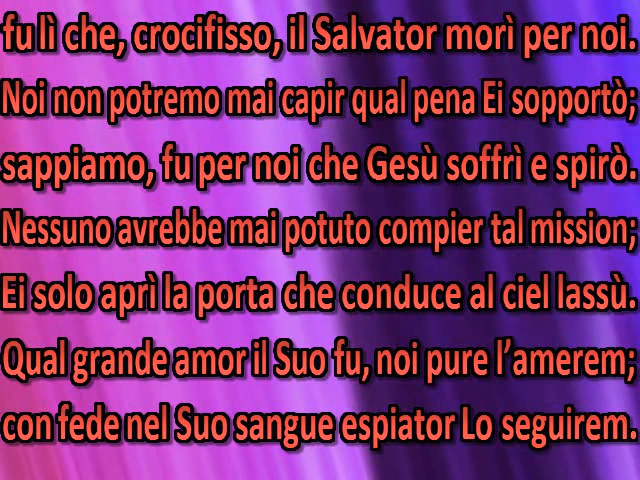 fu lì che, crocifisso, il Salvator morì per noi.
Noi non potremo mai capir qual pena Ei sopportò;
sappiamo, fu per noi che Gesù soffrì e spirò.
Nessuno avrebbe mai potuto compier tal mission;
Ei solo aprì la porta che conduce al ciel lassù.
Qual grande amor il Suo fu, noi pure l’amerem;
con fede nel Suo sangue espiator Lo seguirem.